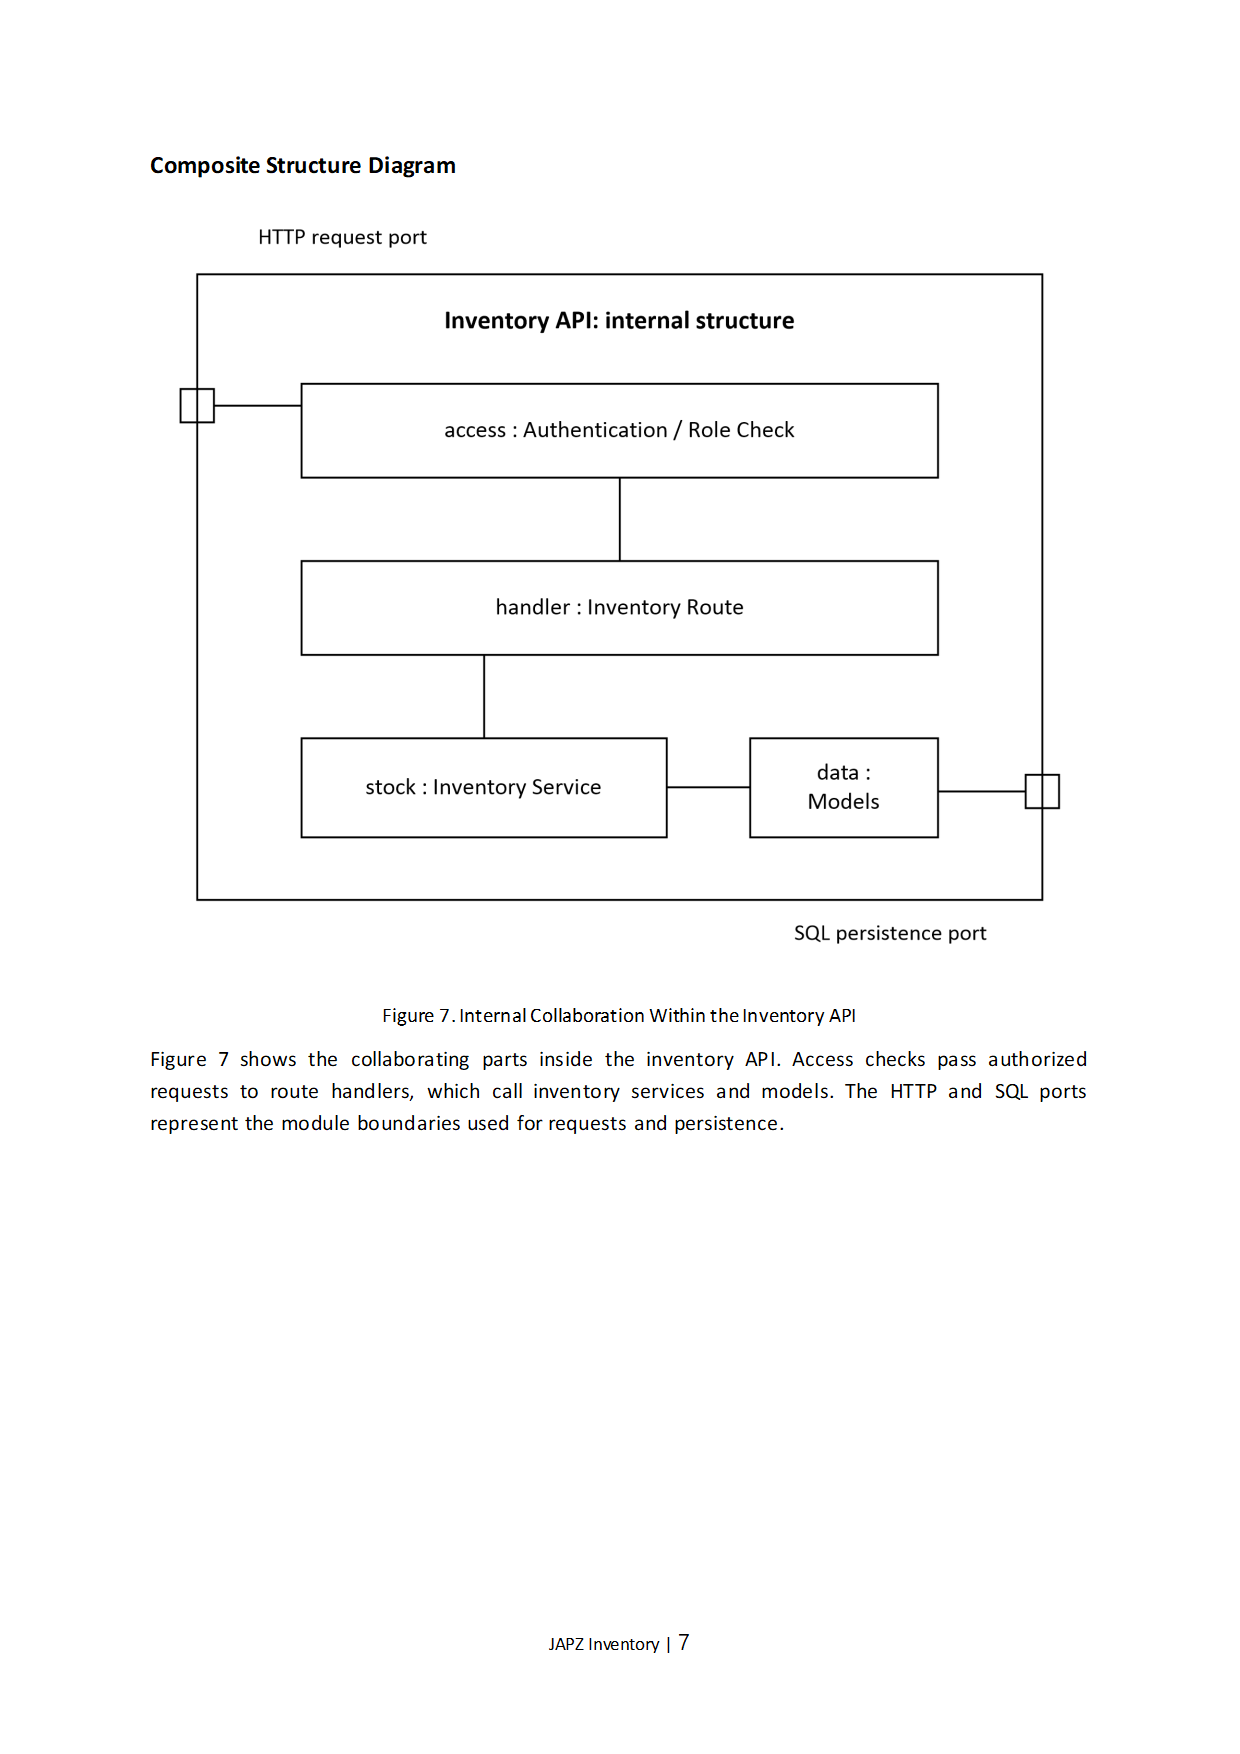 Composite Structure Diagram
HTTP request port
Inventory API: internal structure
access : Authentication / Role Check
handler : Inventory Route
stock : Inventory Service
data :
Models
SQL persistence port
Figure 7. Internal Collaboration Within the Inventory API
Figure 7 shows the collaborating parts inside the inventory API. Access checks pass authorized
requests to route handlers, which call inventory services and models. The HTTP and SQL ports
represent the module boundaries used for requests and persistence.
JAPZ Inventory | 7